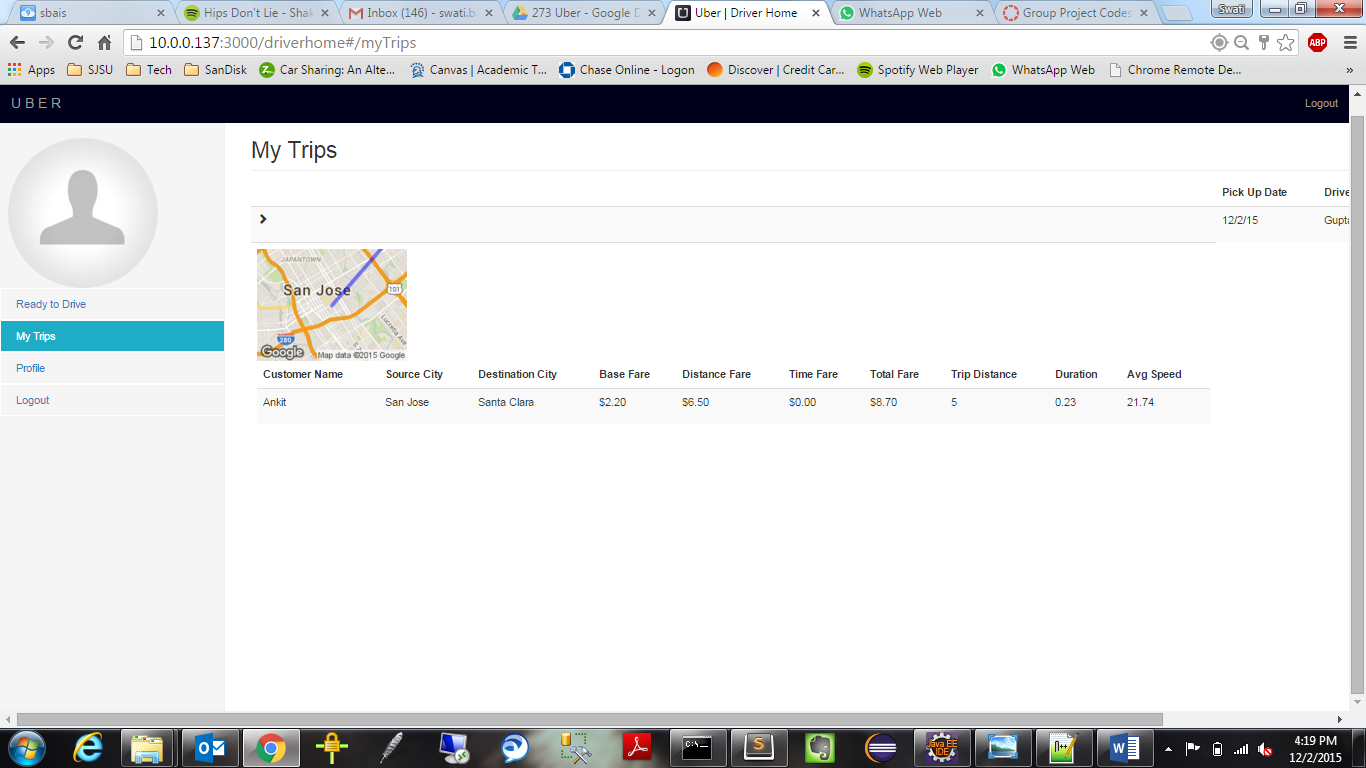 sbais Hips Don't Lie - Shak Inbox (146) - swati.b 273 Uber - Google D Uber | Driver Home WhatsApp Web Group Project Codes Swati
10.0.0.137:3000/driverhome#/myTrips ABP
Apps SJSU Tech SanDisk Car Sharing: An Alte... Canvas | Academic T... Chase Online - Logon Discover | Credit Car... Spotify Web Player WhatsApp Web Chrome Remote De... »
UBER Logout
My Trips
Pick Up Date Drive
12/2/15 Gupta
Ready to Drive
My Trips
Profile
Logout
JAPANTOWN
San Jose
101
280
Google Map data ©2015 Google
Customer Name Source City Destination City Base Fare Distance Fare Time Fare Total Fare Trip Distance Duration Avg Speed
Ankit San Jose Santa Clara $2.20 $6.50 $0.00 $8.70 5 0.23 21.74
Java EE
IDE
4:19 PM
12/2/2015